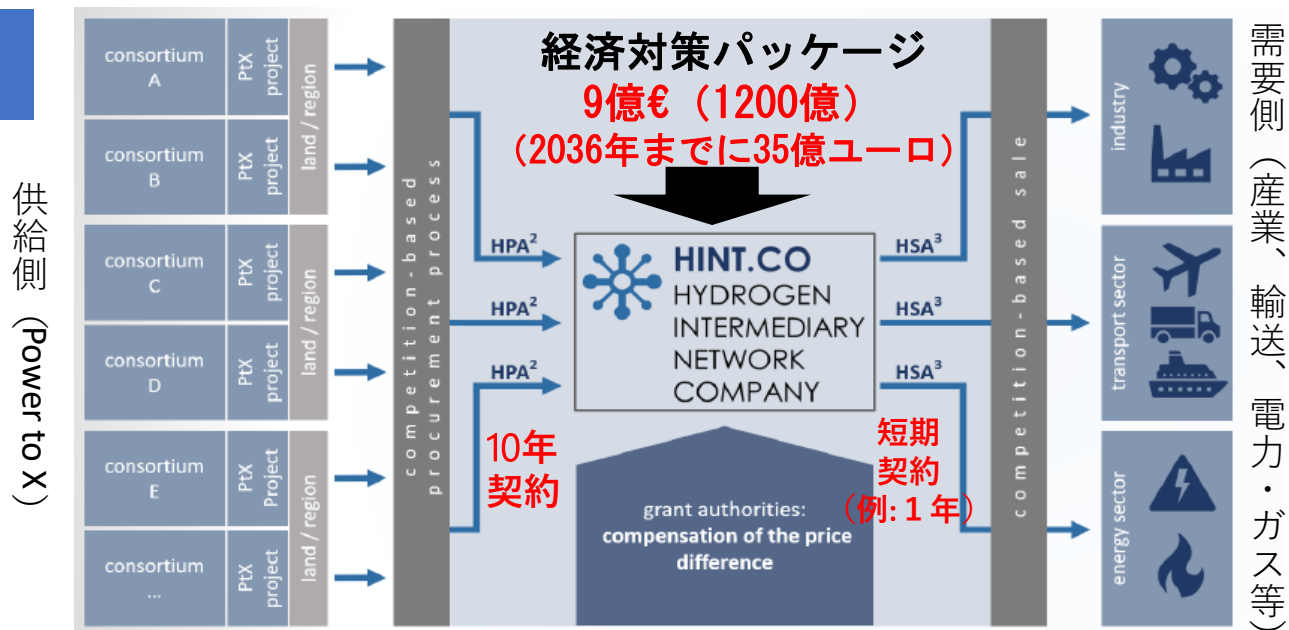 供給側（Power to X）
consortium
A
PtX
project
consortium
B
PtX
project
land / region
consortium
C
PtX
project
consortium
D
PtX
project
land / region
consortium
E
PtX
Project
consortium
...
PtX
project
land / region
competition-based
procurement process
経済対策パッケージ
9億€（1200億）
（2036年までに35億ユーロ）
HPA²
HPA²
HPA²
10年
契約
HINT.CO
HYDROGEN
INTERMEDIARY
NETWORK
COMPANY
grant authorities:
compensation of the price
difference
HSA³
HSA³
HSA³
短期
契約
（例:１年）
competition-based sale
industry
transport sector
energy sector
需要側（産業、輸送、電力・ガス等）